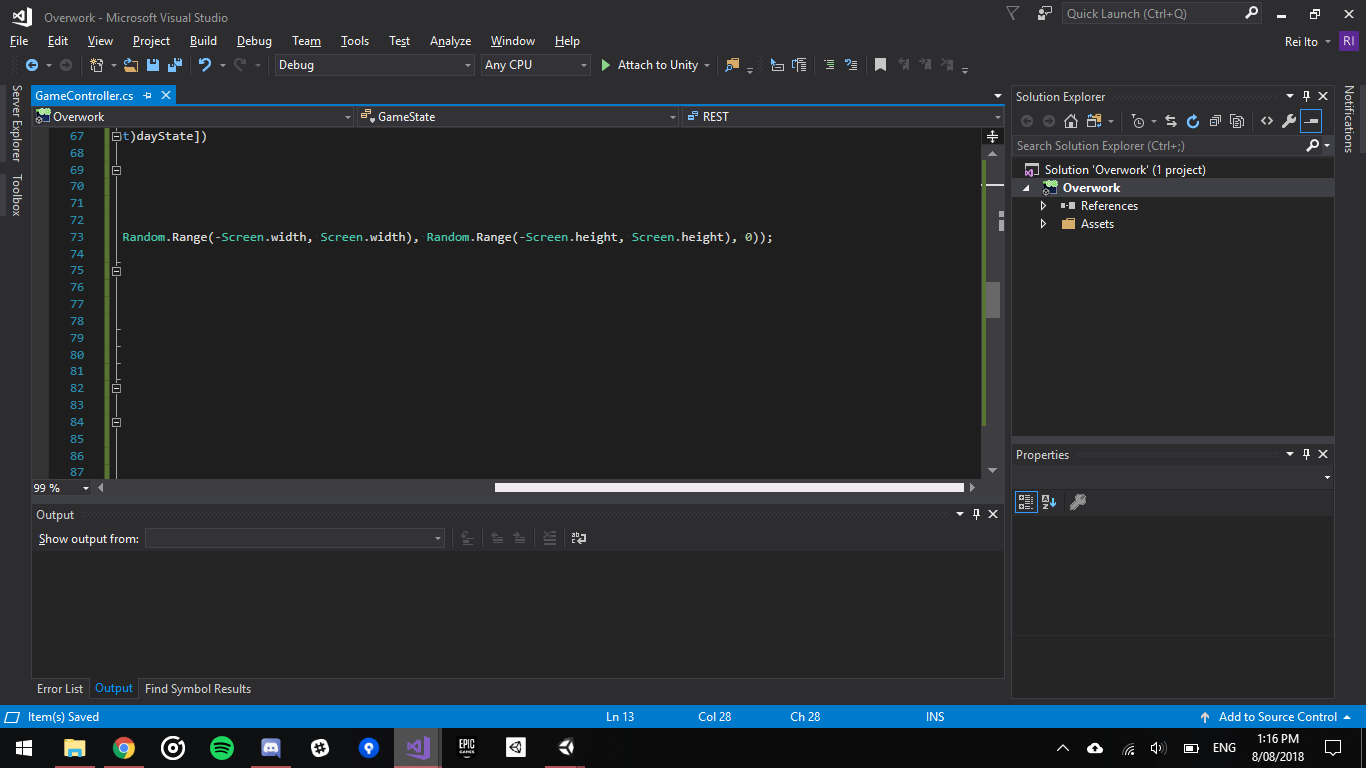 Overwork - Microsoft Visual Studio
Quick Launch (Ctrl+Q)
File Edit View Project Build Debug Team Tools Test Analyze Window Help
Rei Ito RI
Debug Any CPU Attach to Unity
Server Explorer
Toolbox
GameController.cs
Overwork GameState REST
67 t)dayState])
68
69
70
71
72
73 Random.Range(-Screen.width, Screen.width), Random.Range(-Screen.height, Screen.height), 0));
74
75
76
77
78
79
80
81
82
83
84
85
86
87
99 %
Output
Show output from:
Error List Output Find Symbol Results
Solution Explorer
Search Solution Explorer (Ctrl+;)
Solution 'Overwork' (1 project)
Overwork
References
Assets
Properties
Notifications
Item(s) Saved Ln 13 Col 28 Ch 28 INS Add to Source Control
EPIC GAMES
ENG
1:16 PM
8/08/2018